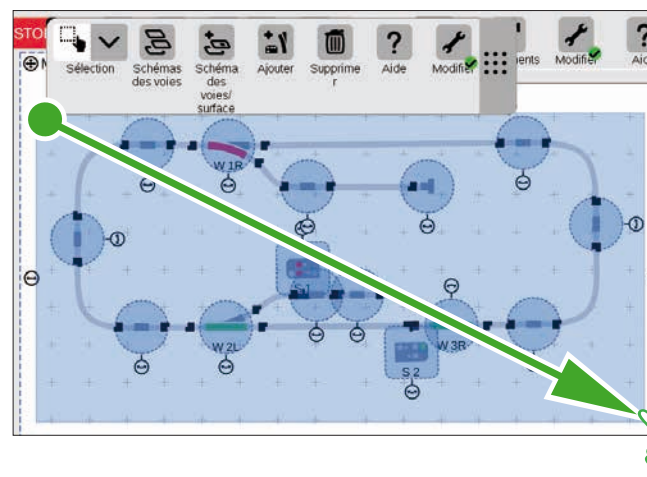 STO
Sélection
Schémas
des voies
Schéma
des
voies/
surface
Ajouter
Supprime
r
Aide
Modifier
ents
Modifier
Aid
W 1R
S 1
W 2L
W 3R
S 2